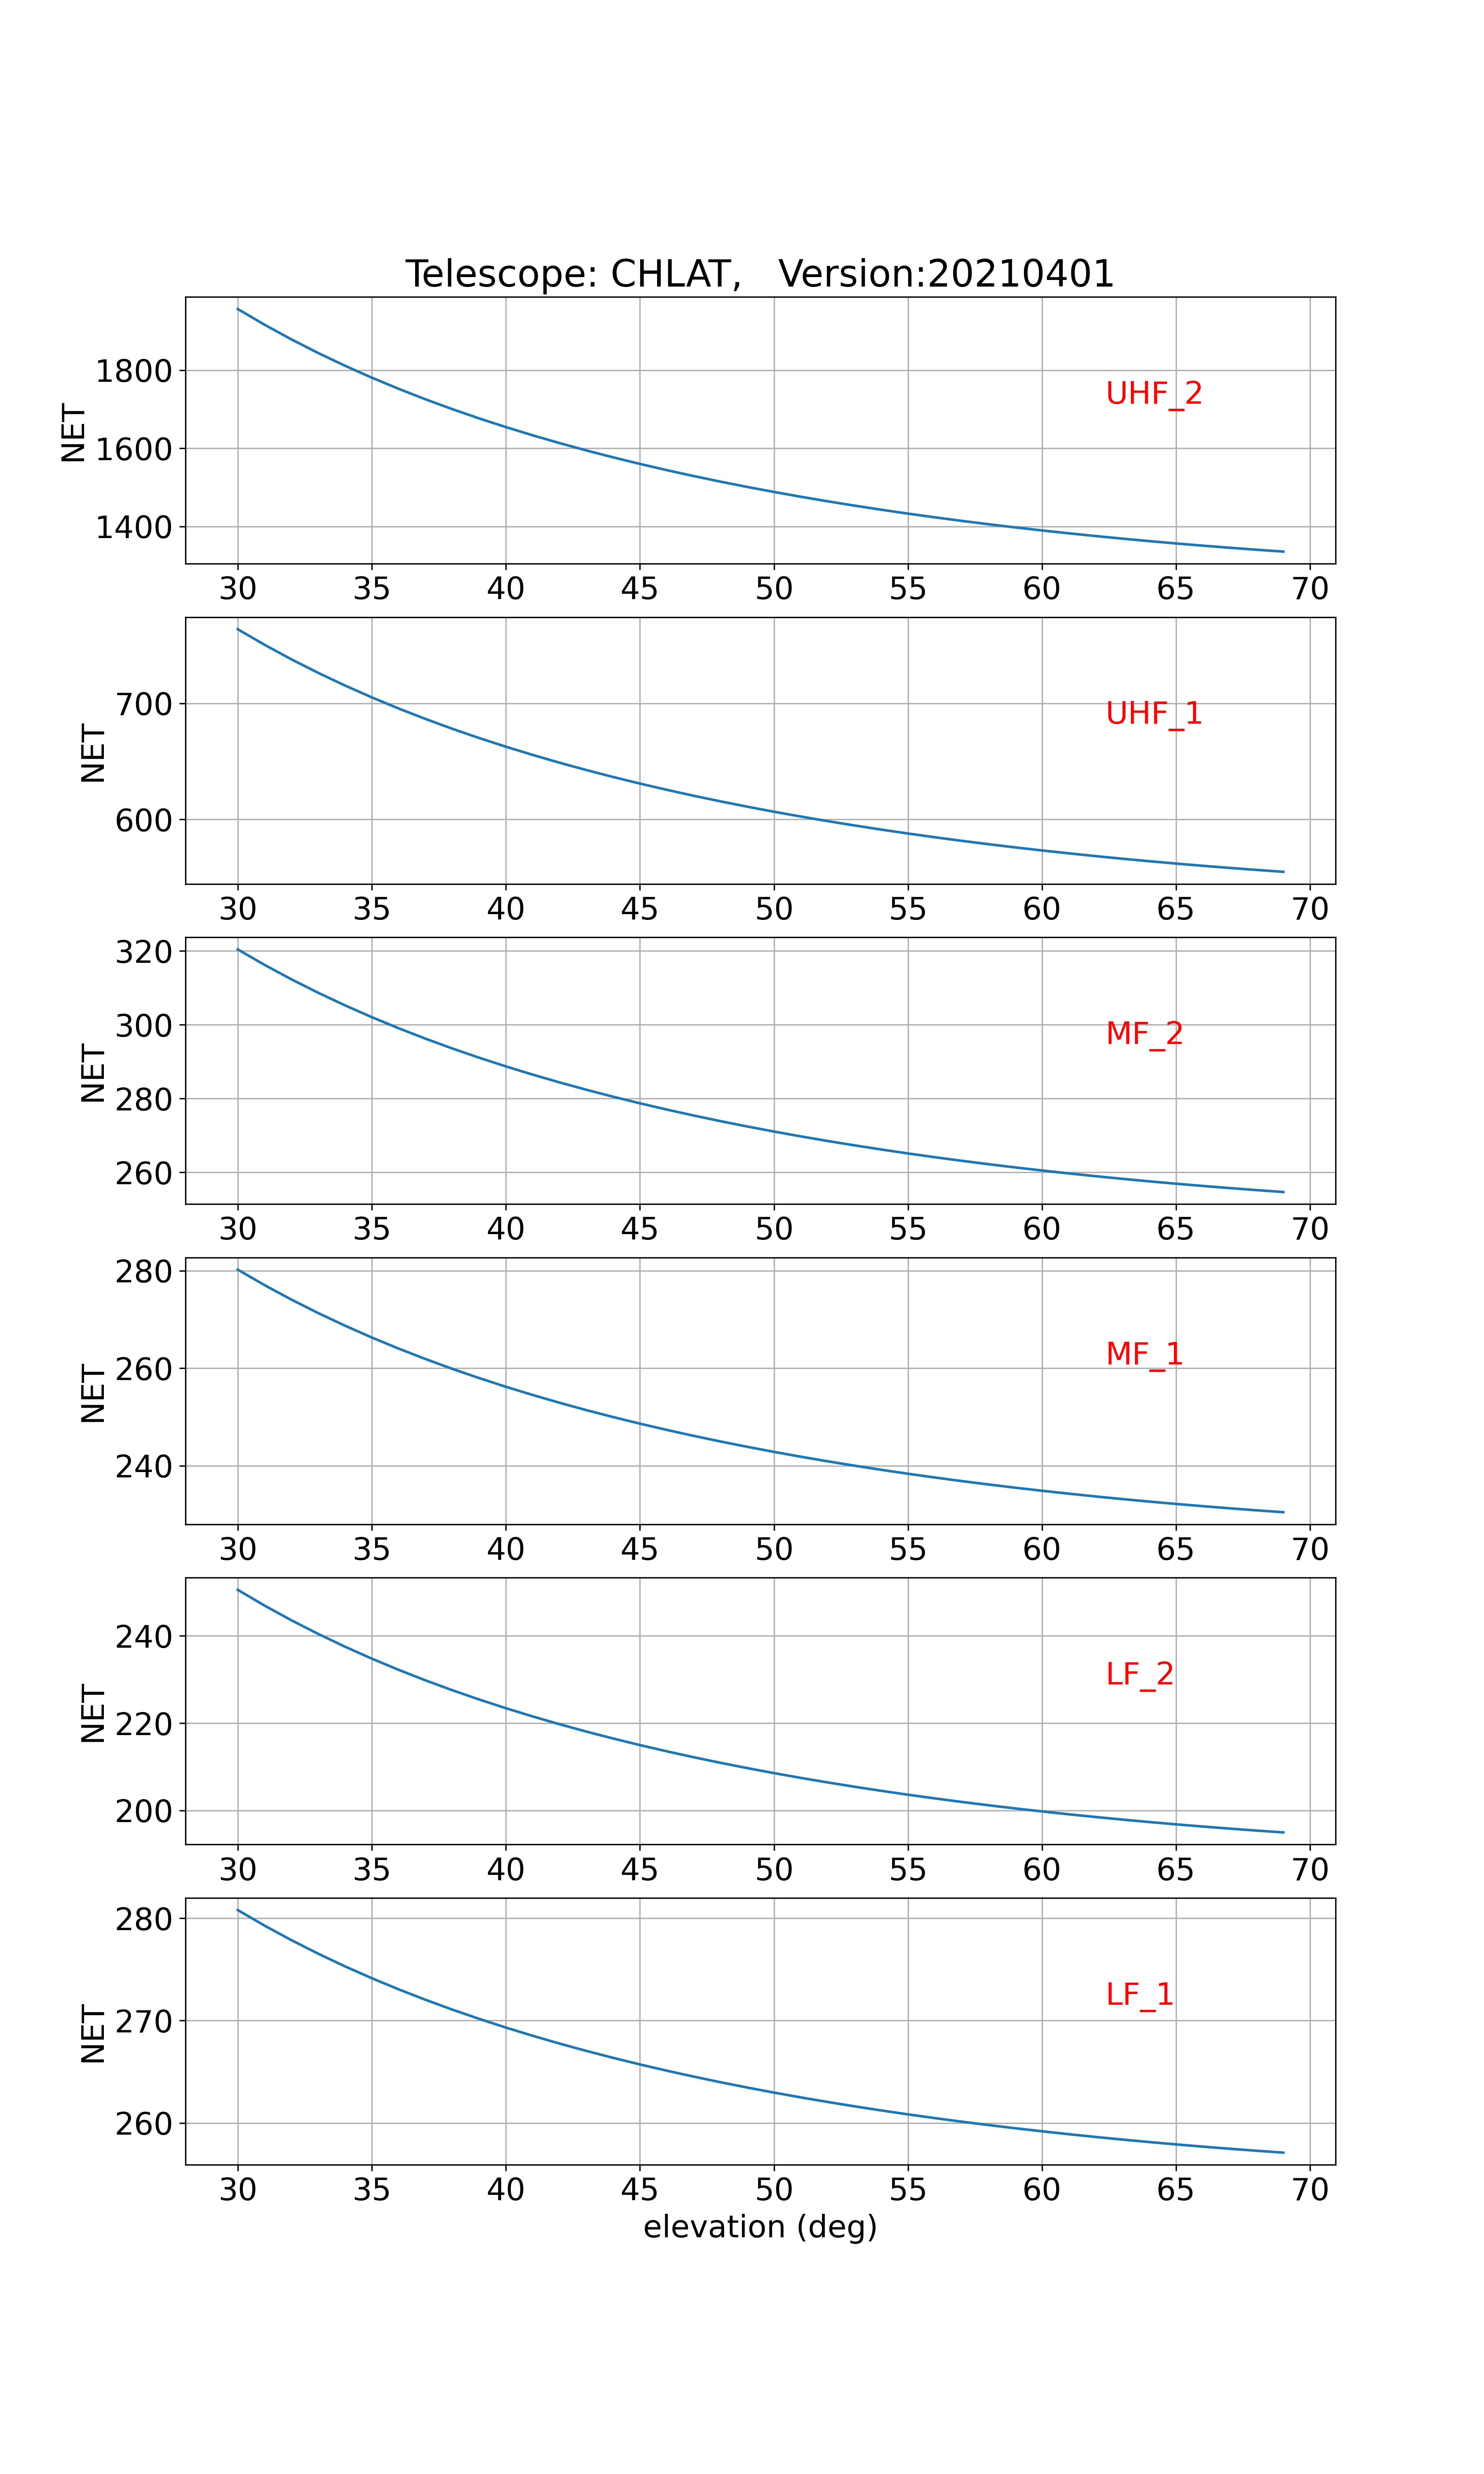 Telescope: CHLAT,   Version:20210401
NET
1800
1600
1400
UHF_2
30 35 40 45 50 55 60 65 70
NET
700
600
UHF_1
30 35 40 45 50 55 60 65 70
NET
320
300
280
260
MF_2
30 35 40 45 50 55 60 65 70
NET
280
260
240
MF_1
30 35 40 45 50 55 60 65 70
NET
240
220
200
LF_2
30 35 40 45 50 55 60 65 70
NET
280
270
260
LF_1
30 35 40 45 50 55 60 65 70
elevation (deg)